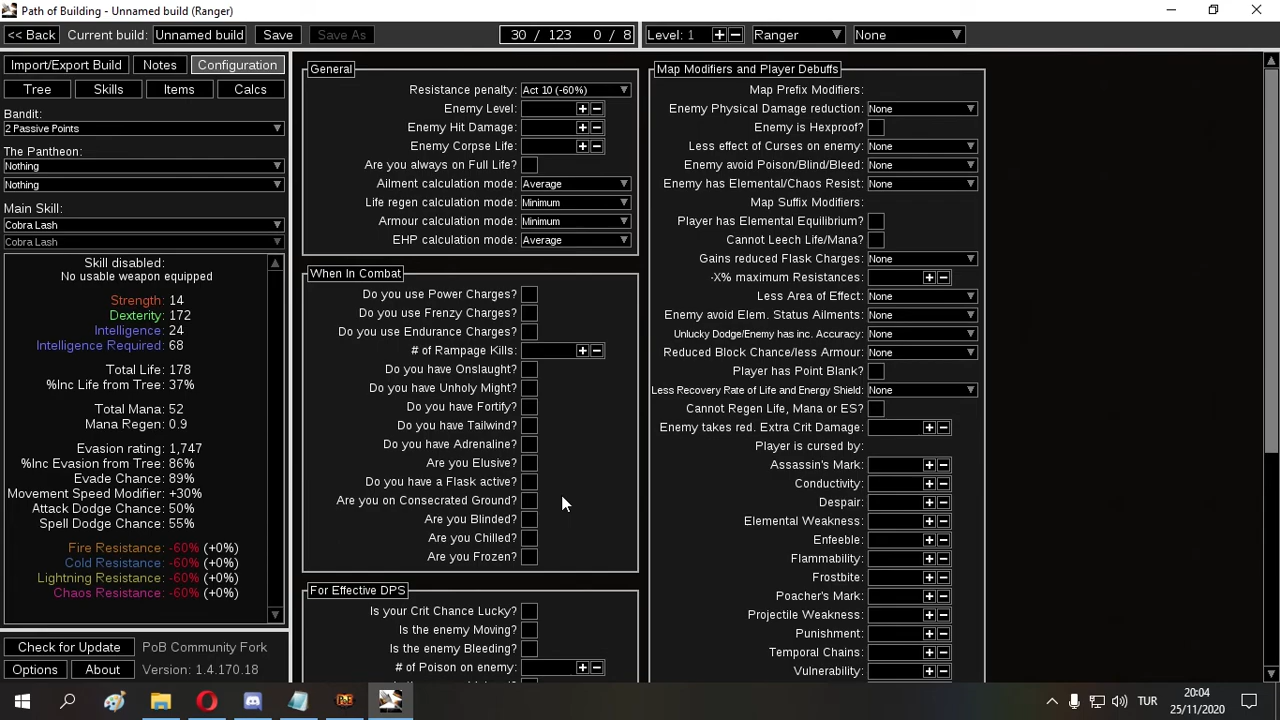 Path of Building - Unnamed build (Ranger)
<< Back
Current build:
Unnamed build
Save
Save As
30 / 123 0 / 8
Level: 1
Ranger
None
Import/Export Build
Notes
Configuration
Tree
Skills
Items
Calcs
Bandit:
2 Passive Points
The Pantheon:
Nothing
Nothing
Main Skill:
Cobra Lash
Cobra Lash
Skill disabled:
No usable weapon equipped
Strength: 14
Dexterity: 172
Intelligence: 24
Intelligence Required: 68
Total Life: 178
%Inc Life from Tree: 37%
Total Mana: 52
Mana Regen: 0.9
Evasion rating: 1,747
%Inc Evasion from Tree: 86%
Evade Chance: 89%
Movement Speed Modifier: +30%
Attack Dodge Chance: 50%
Spell Dodge Chance: 55%
Fire Resistance: -60% (+0%)
Cold Resistance: -60% (+0%)
Lightning Resistance: -60% (+0%)
Chaos Resistance: -60% (+0%)
Check for Update
PoB Community Fork
Options
About
Version: 1.4.170.18
General
Resistance penalty: Act 10 (-60%)
Enemy Level:
Enemy Hit Damage:
Enemy Corpse Life:
Are you always on Full Life?
Ailment calculation mode: Average
Life regen calculation mode: Minimum
Armour calculation mode: Minimum
EHP calculation mode: Average
When In Combat
Do you use Power Charges?
Do you use Frenzy Charges?
Do you use Endurance Charges?
# of Rampage Kills:
Do you have Onslaught?
Do you have Unholy Might?
Do you have Fortify?
Do you have Tailwind?
Do you have Adrenaline?
Are you Elusive?
Do you have a Flask active?
Are you on Consecrated Ground?
Are you Blinded?
Are you Chilled?
Are you Frozen?
For Effective DPS
Is your Crit Chance Lucky?
Is the enemy Moving?
Is the enemy Bleeding?
# of Poison on enemy:
Map Modifiers and Player Debuffs
Map Prefix Modifiers:
Enemy Physical Damage reduction: None
Enemy is Hexproof?
Less effect of Curses on enemy: None
Enemy avoid Poison/Blind/Bleed: None
Enemy has Elemental/Chaos Resist: None
Map Suffix Modifiers:
Player has Elemental Equilibrium?
Cannot Leech Life/Mana?
Gains reduced Flask Charges: None
-X% maximum Resistances:
Less Area of Effect: None
Enemy avoid Elem. Status Ailments: None
Unlucky Dodge/Enemy has inc. Accuracy: None
Reduced Block Chance/less Armour: None
Player has Point Blank?
Less Recovery Rate of Life and Energy Shield: None
Cannot Regen Life, Mana or ES?
Enemy takes red. Extra Crit Damage:
Player is cursed by:
Assassin's Mark:
Conductivity:
Despair:
Elemental Weakness:
Enfeeble:
Flammability:
Frostbite:
Poacher's Mark:
Projectile Weakness:
Punishment:
Temporal Chains:
Vulnerability:
TUR
20:04
25/11/2020